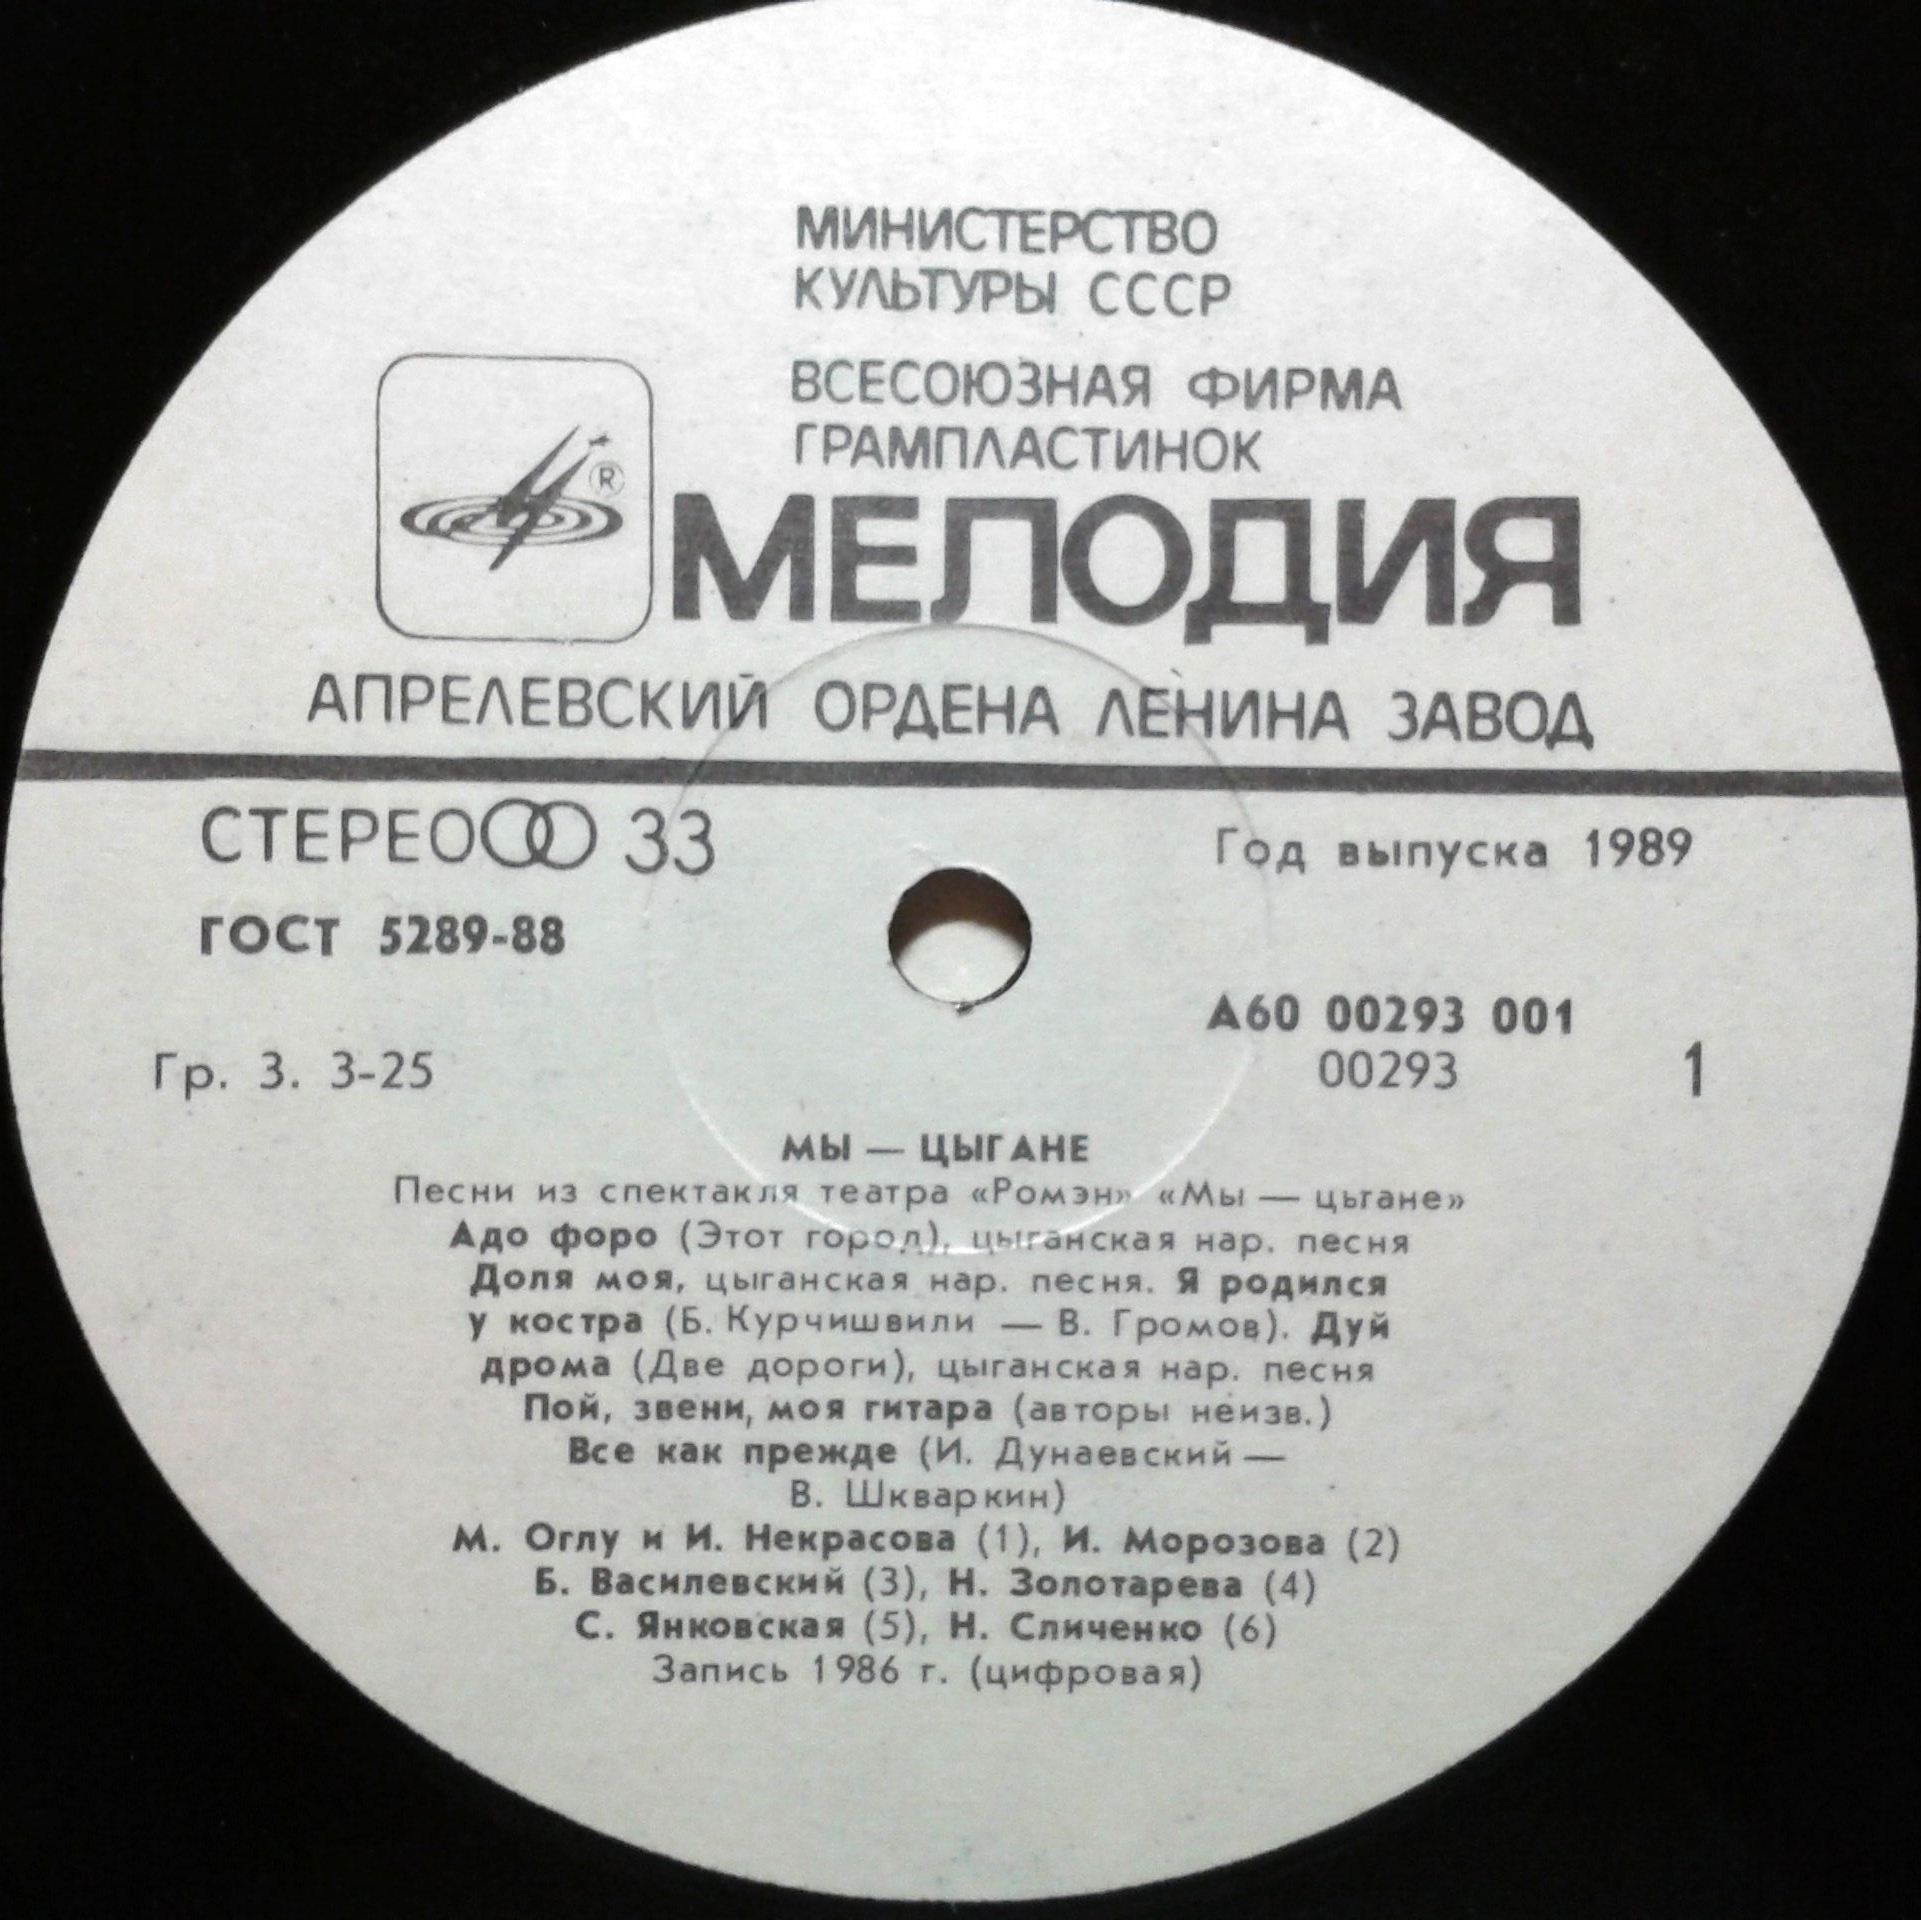 МИНИСТЕРСТВО
КУЛЬТУРЫ СССР
ВСЕСОЮЗНАЯ ФИРМА
ГРАМПЛАСТИНОК
®
МЕЛОДИЯ
АПРЕЛЕВСКИЙ ОРДЕНА ЛЕНИНА ЗАВОД
СТЕРЕО 33
Год выпуска 1989
ГОСТ 5289-88
А60 00293 001
Гр. 3. 3-25
00293
1
МЫ — ЦЫГАНЕ
Песни из спектакля театра «Ромэн» «Мы — цыгане»
Адо форо (Этот город), цыганская нар. песня
Доля моя, цыганская нар. песня. Я родился
у костра (Б. Курчишвили — В. Громов). Дуй
дрома (Две дороги), цыганская нар. песня
Пой, звени, моя гитара (авторы неизв.)
Все как прежде (И. Дунаевский —
В. Шкваркин)
М. Оглу и И. Некрасова (1), И. Морозова (2)
Б. Василевский (3), Н. Золотарева (4)
С. Янковская (5), Н. Сличенко (6)
Запись 1986 г. (цифровая)